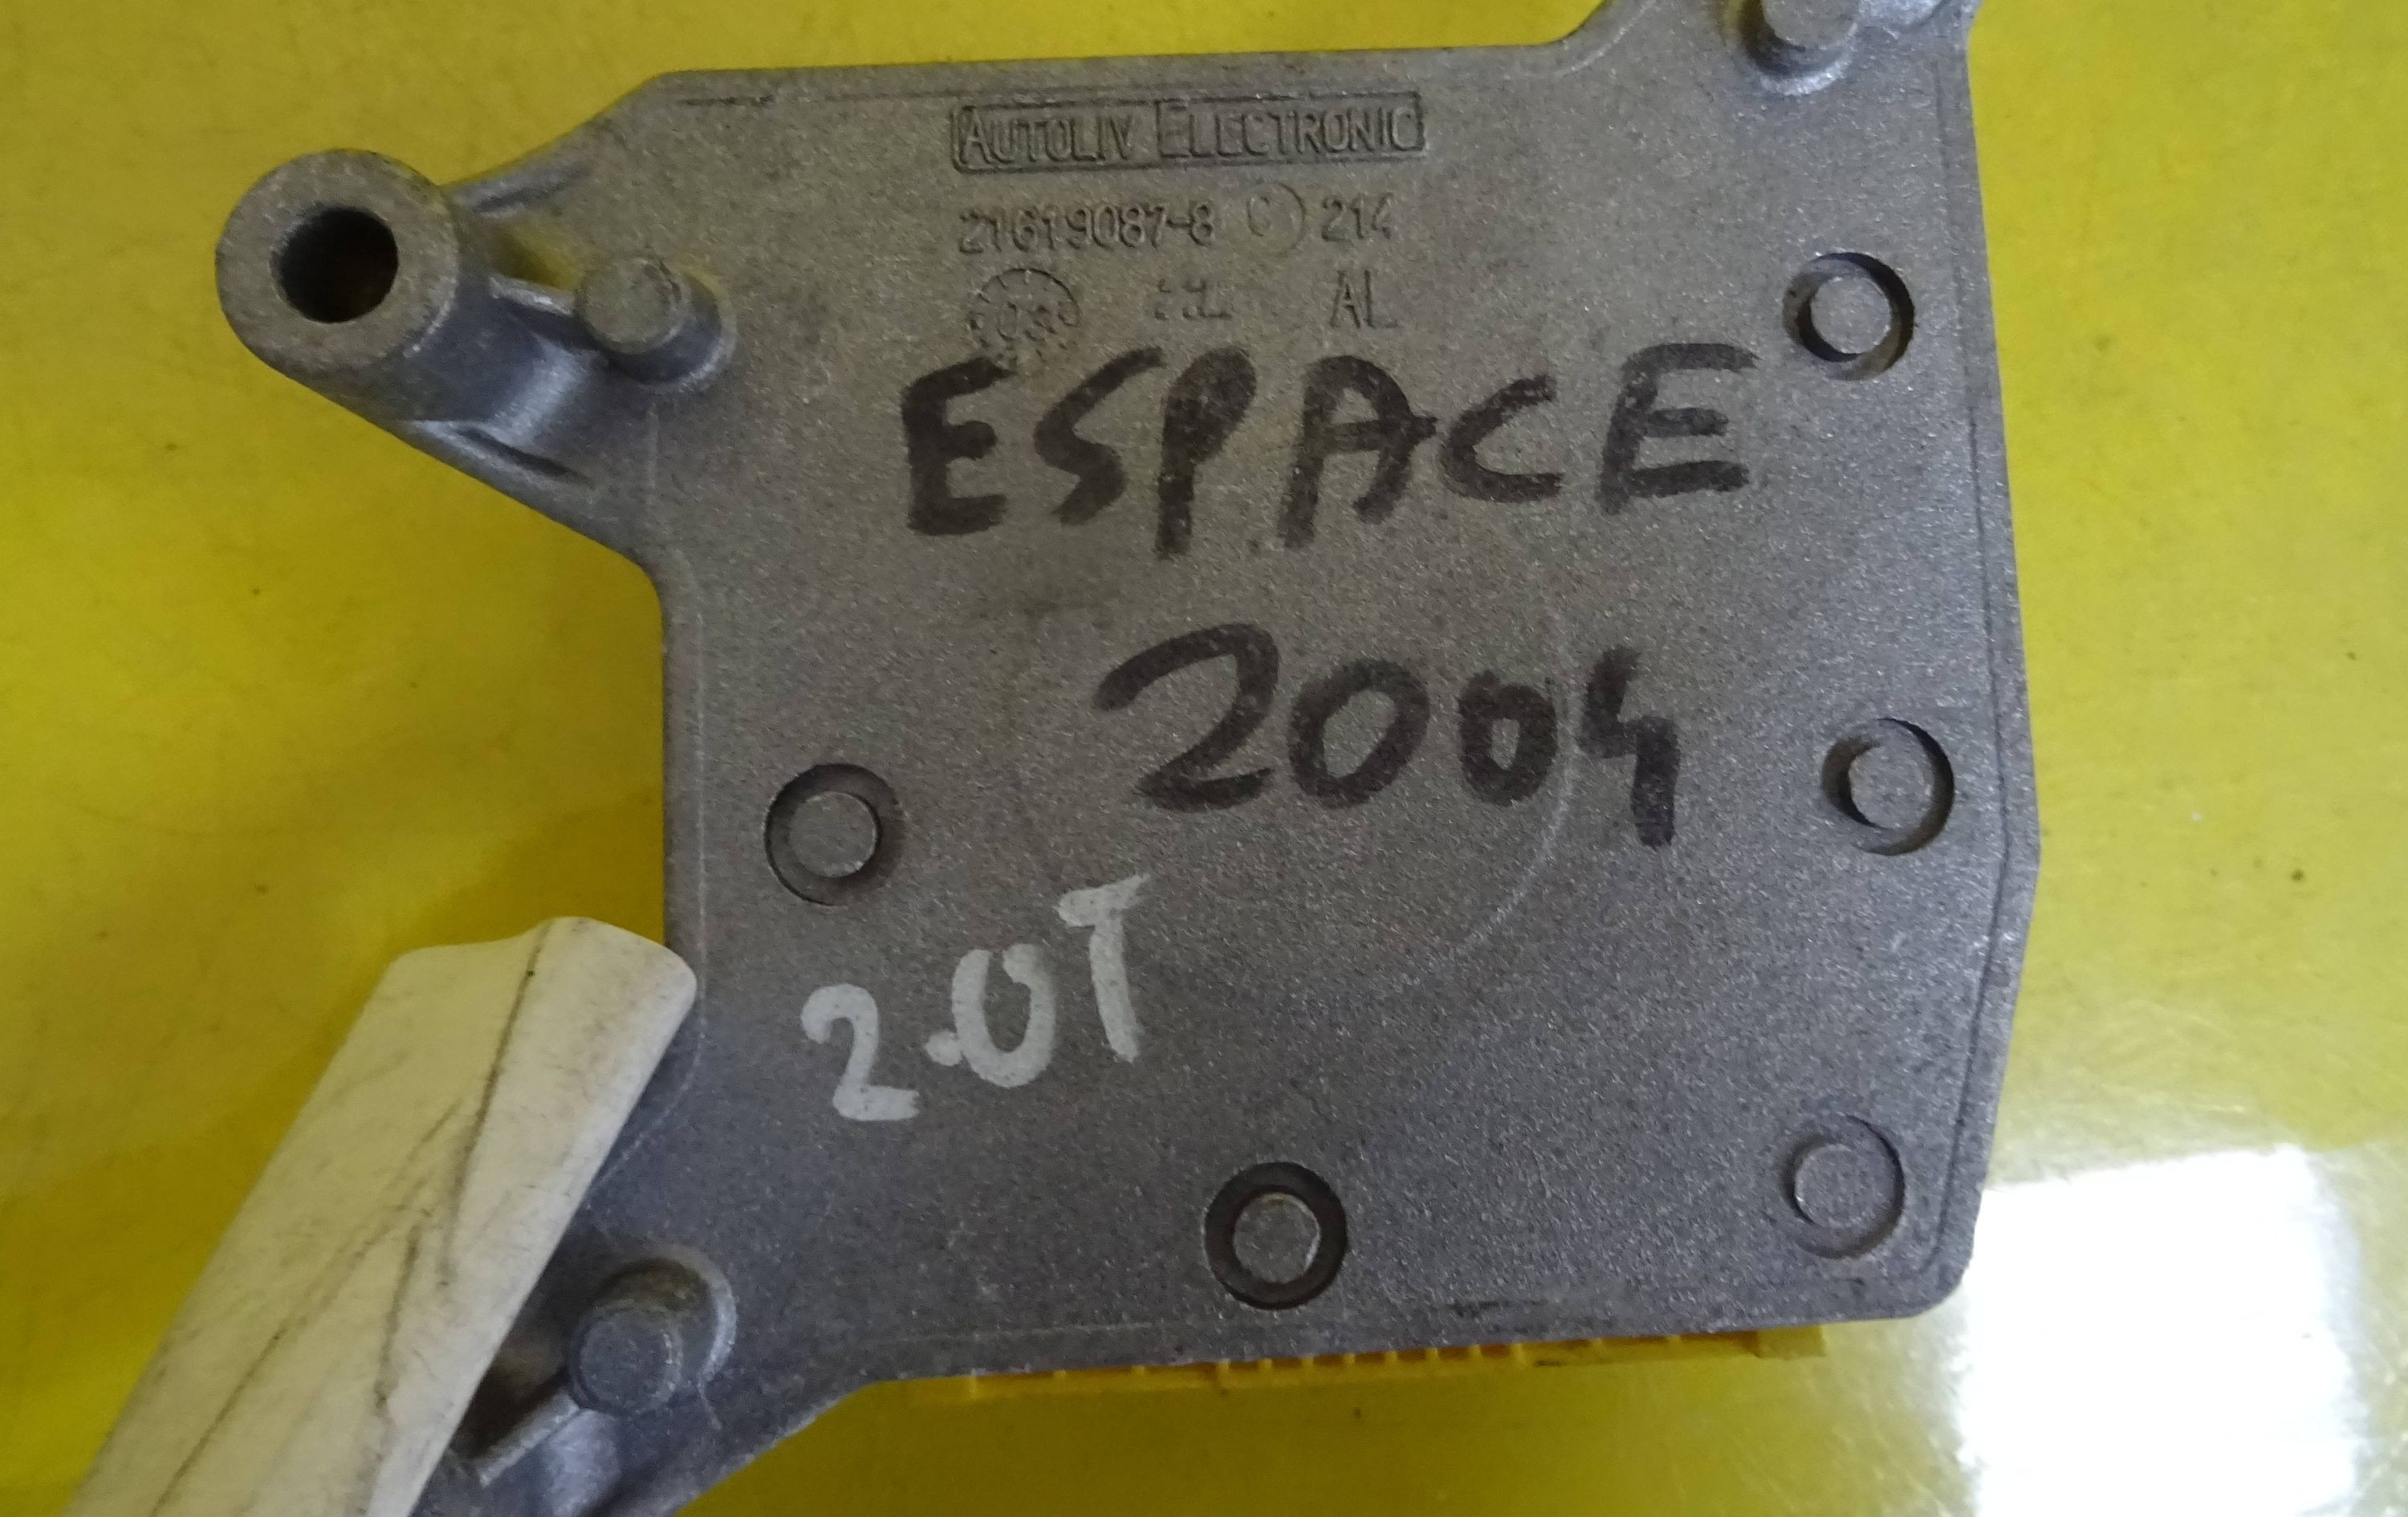 AUTOLIV ELECTRONIC
21619087-8 C 214
AL
ESPACE
2004
2.0T